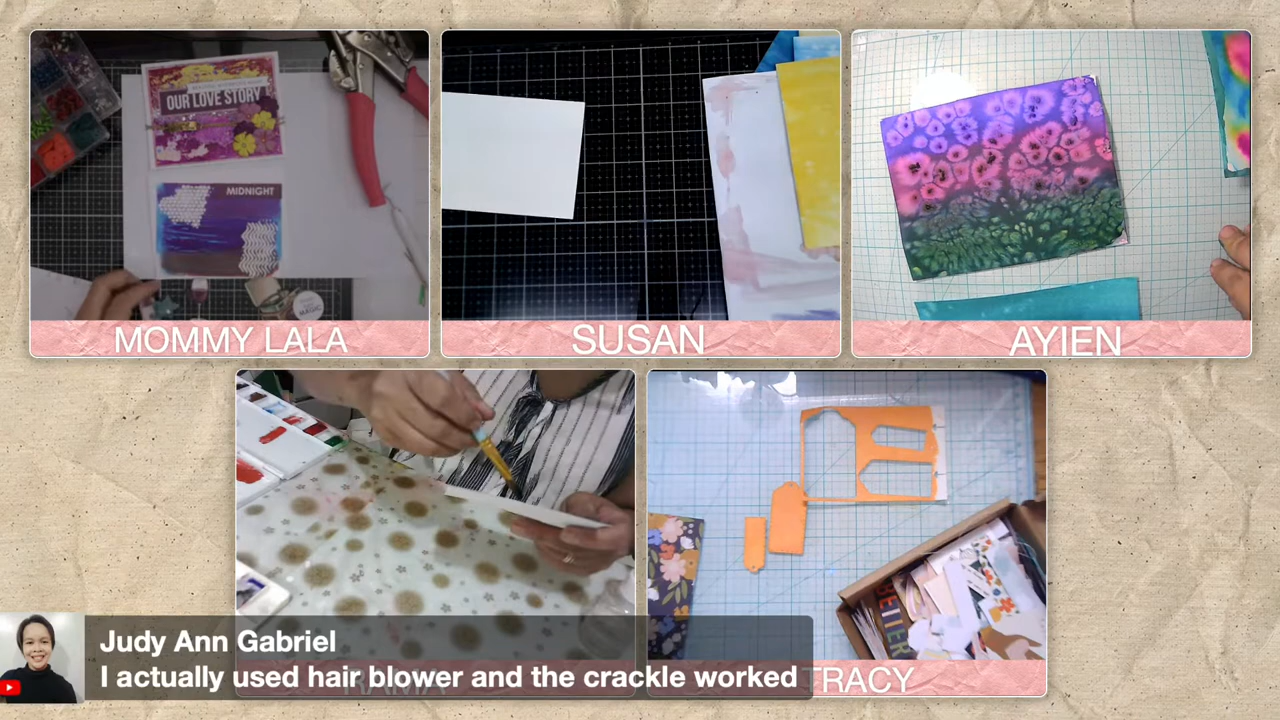 OUR LOVE STORY
MIDNIGHT
MOMMY LALA
SUSAN
AYIEN
BETTER
TRACY
Judy Ann Gabriel
I actually used hair blower and the crackle worked